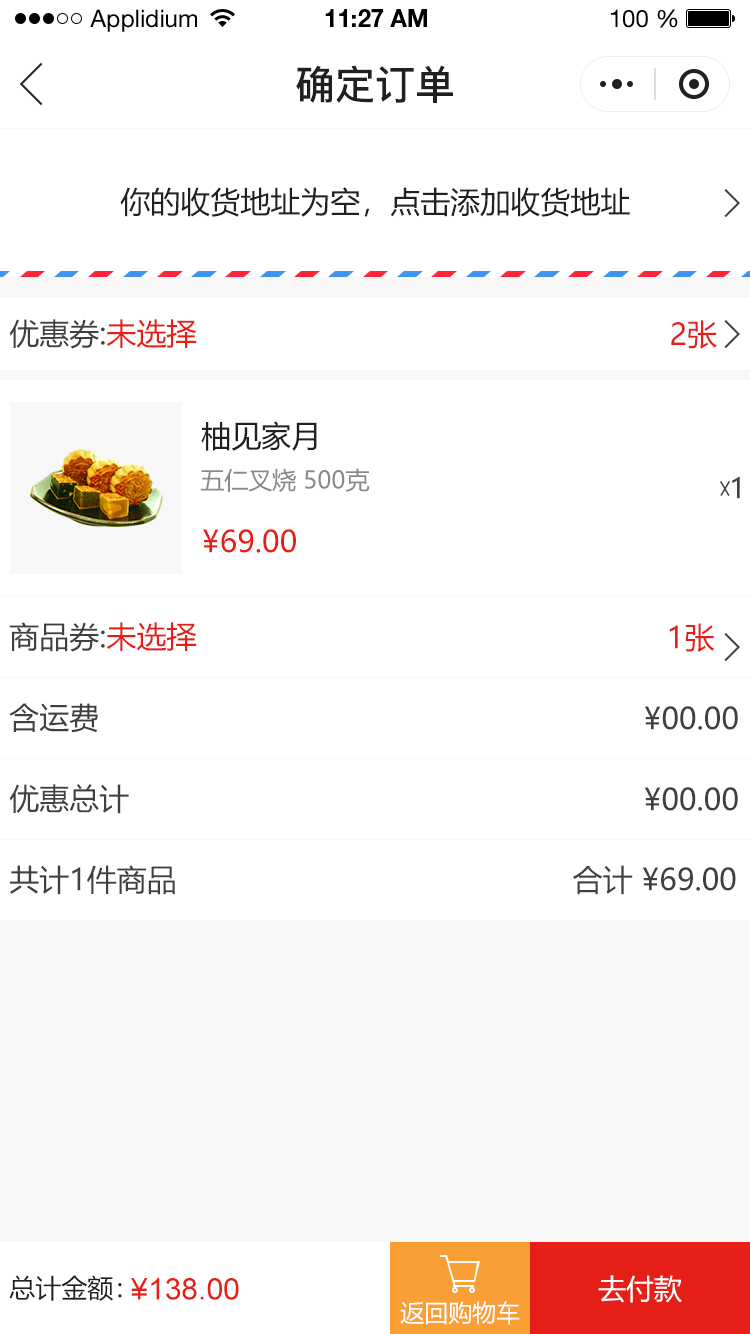 Applidium 11:27 AM 100 %
确定订单
你的收货地址为空，点击添加收货地址
优惠券:未选择 2张
柚见家月
五仁叉烧 500克
x1
¥69.00
商品券:未选择 1张
含运费 ¥00.00
优惠总计 ¥00.00
共计1件商品 合计 ¥69.00
总计金额: ¥138.00
返回购物车
去付款